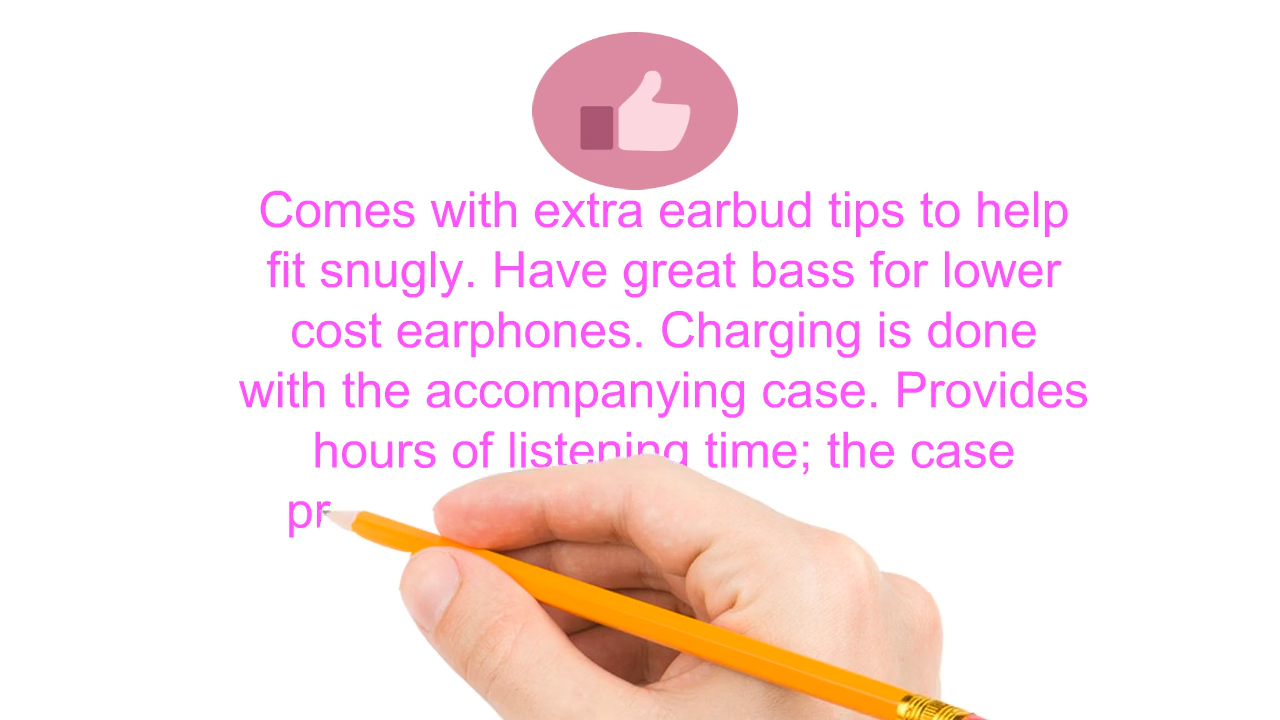 Comes with extra earbud tips to help
fit snugly. Have great bass for lower
cost earphones. Charging is done
with the accompanying case. Provides
hours of listening time; the case
pr